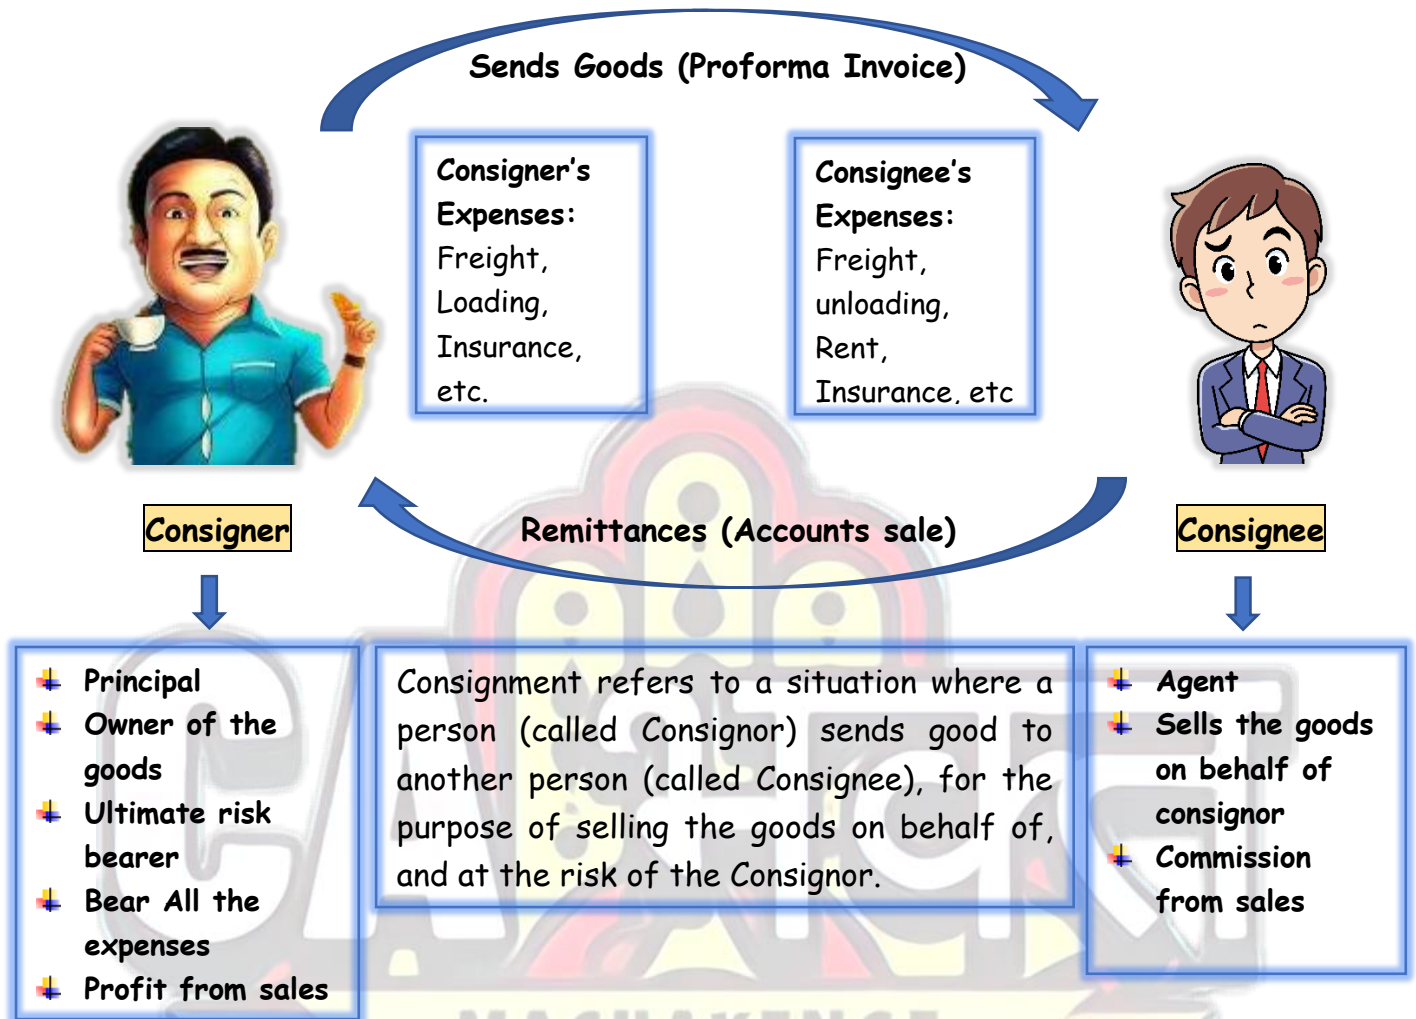 Sends Goods (Proforma Invoice)
Consigner's
Expenses:
Freight,
Loading,
Insurance,
etc.
Consignee's
Expenses:
Freight,
unloading,
Rent,
Insurance, etc
Consigner
Remittances (Accounts sale)
Consignee
Principal
Owner of the
goods
Ultimate risk
bearer
Bear All the
expenses
Profit from sales
Consignment refers to a situation where a
person (called Consignor) sends good to
another person (called Consignee), for the
purpose of selling the goods on behalf of,
and at the risk of the Consignor.
Agent
Sells the goods
on behalf of
consignor
Commission
from sales
CA